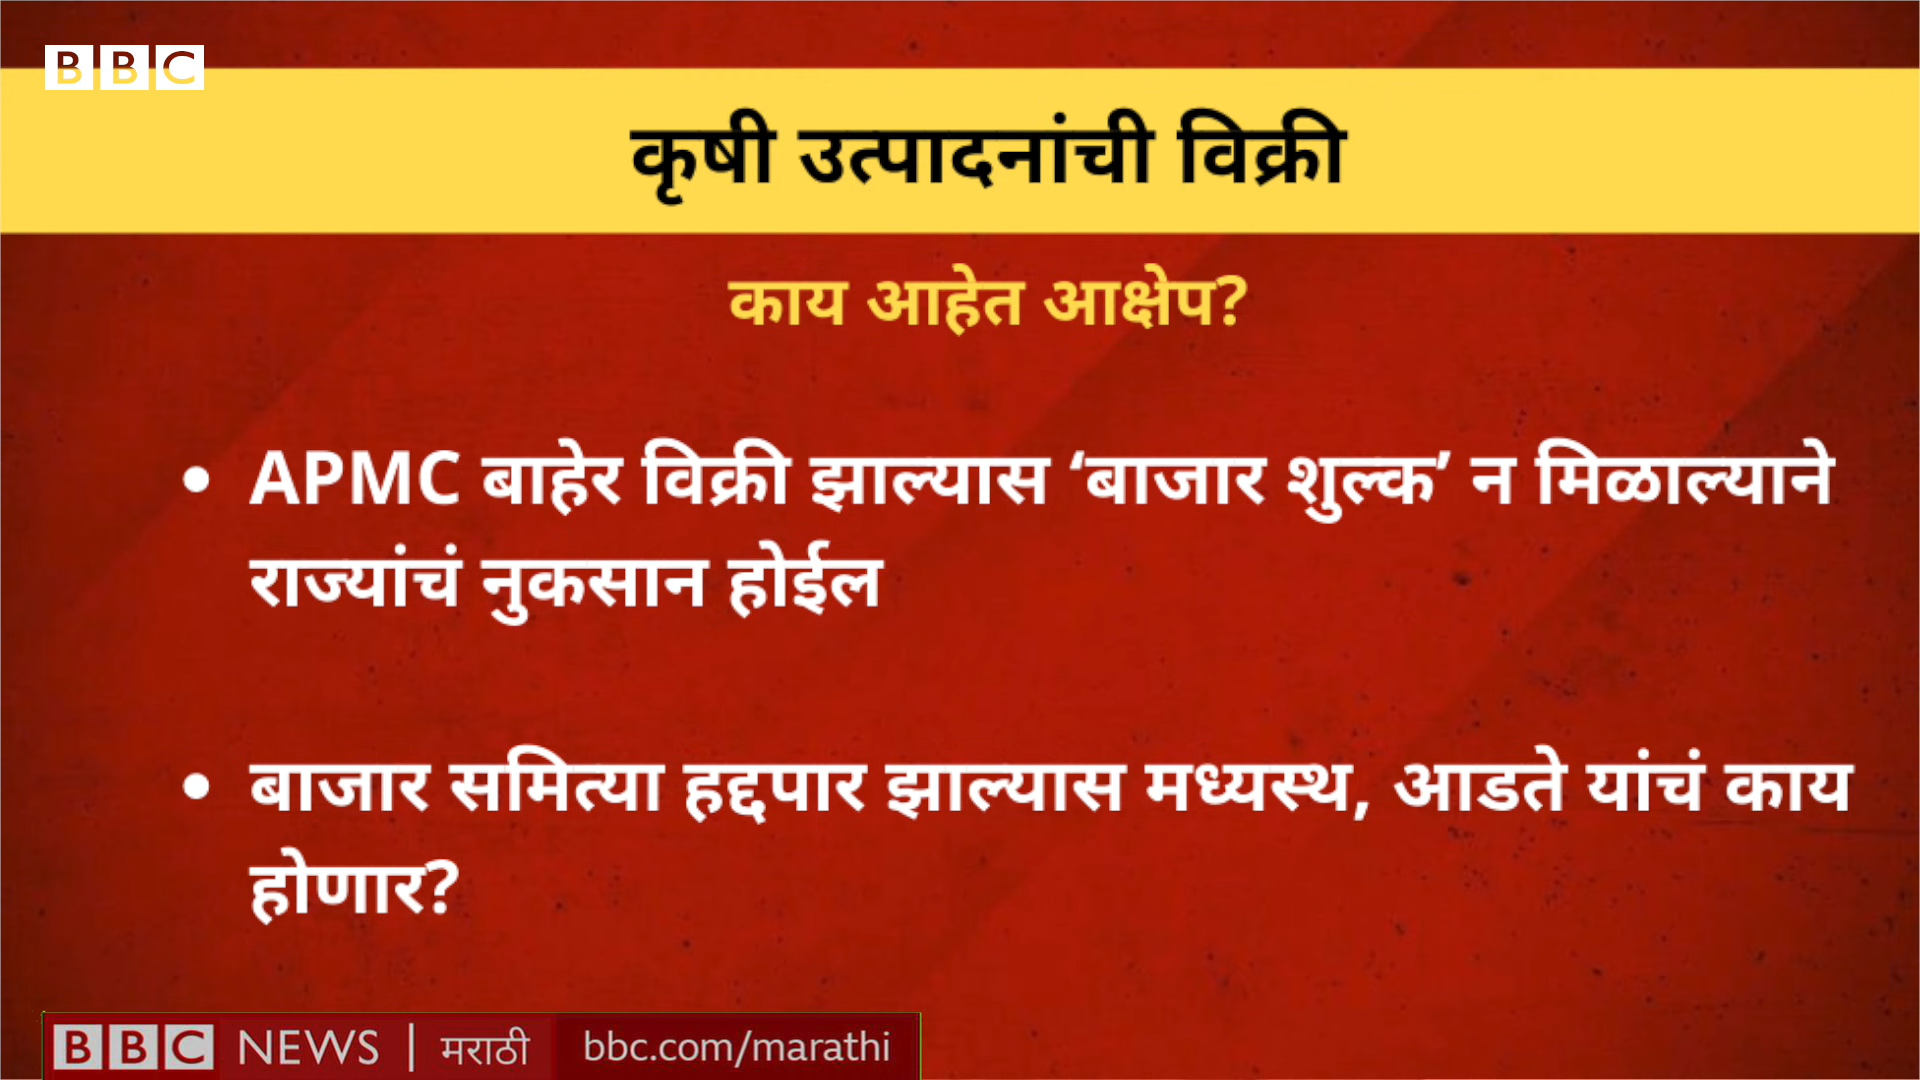 BBC
कृषी उत्पादनांची विक्री
काय आहेत आक्षेप?
• APMC बाहेर विक्री झाल्यास ‘बाजार शुल्क’ न मिळाल्याने
राज्यांचं नुकसान होईल
• बाजार समित्या हद्दपार झाल्यास मध्यस्थ, आडते यांचं काय
होणार?
BBC NEWS | मराठी bbc.com/marathi